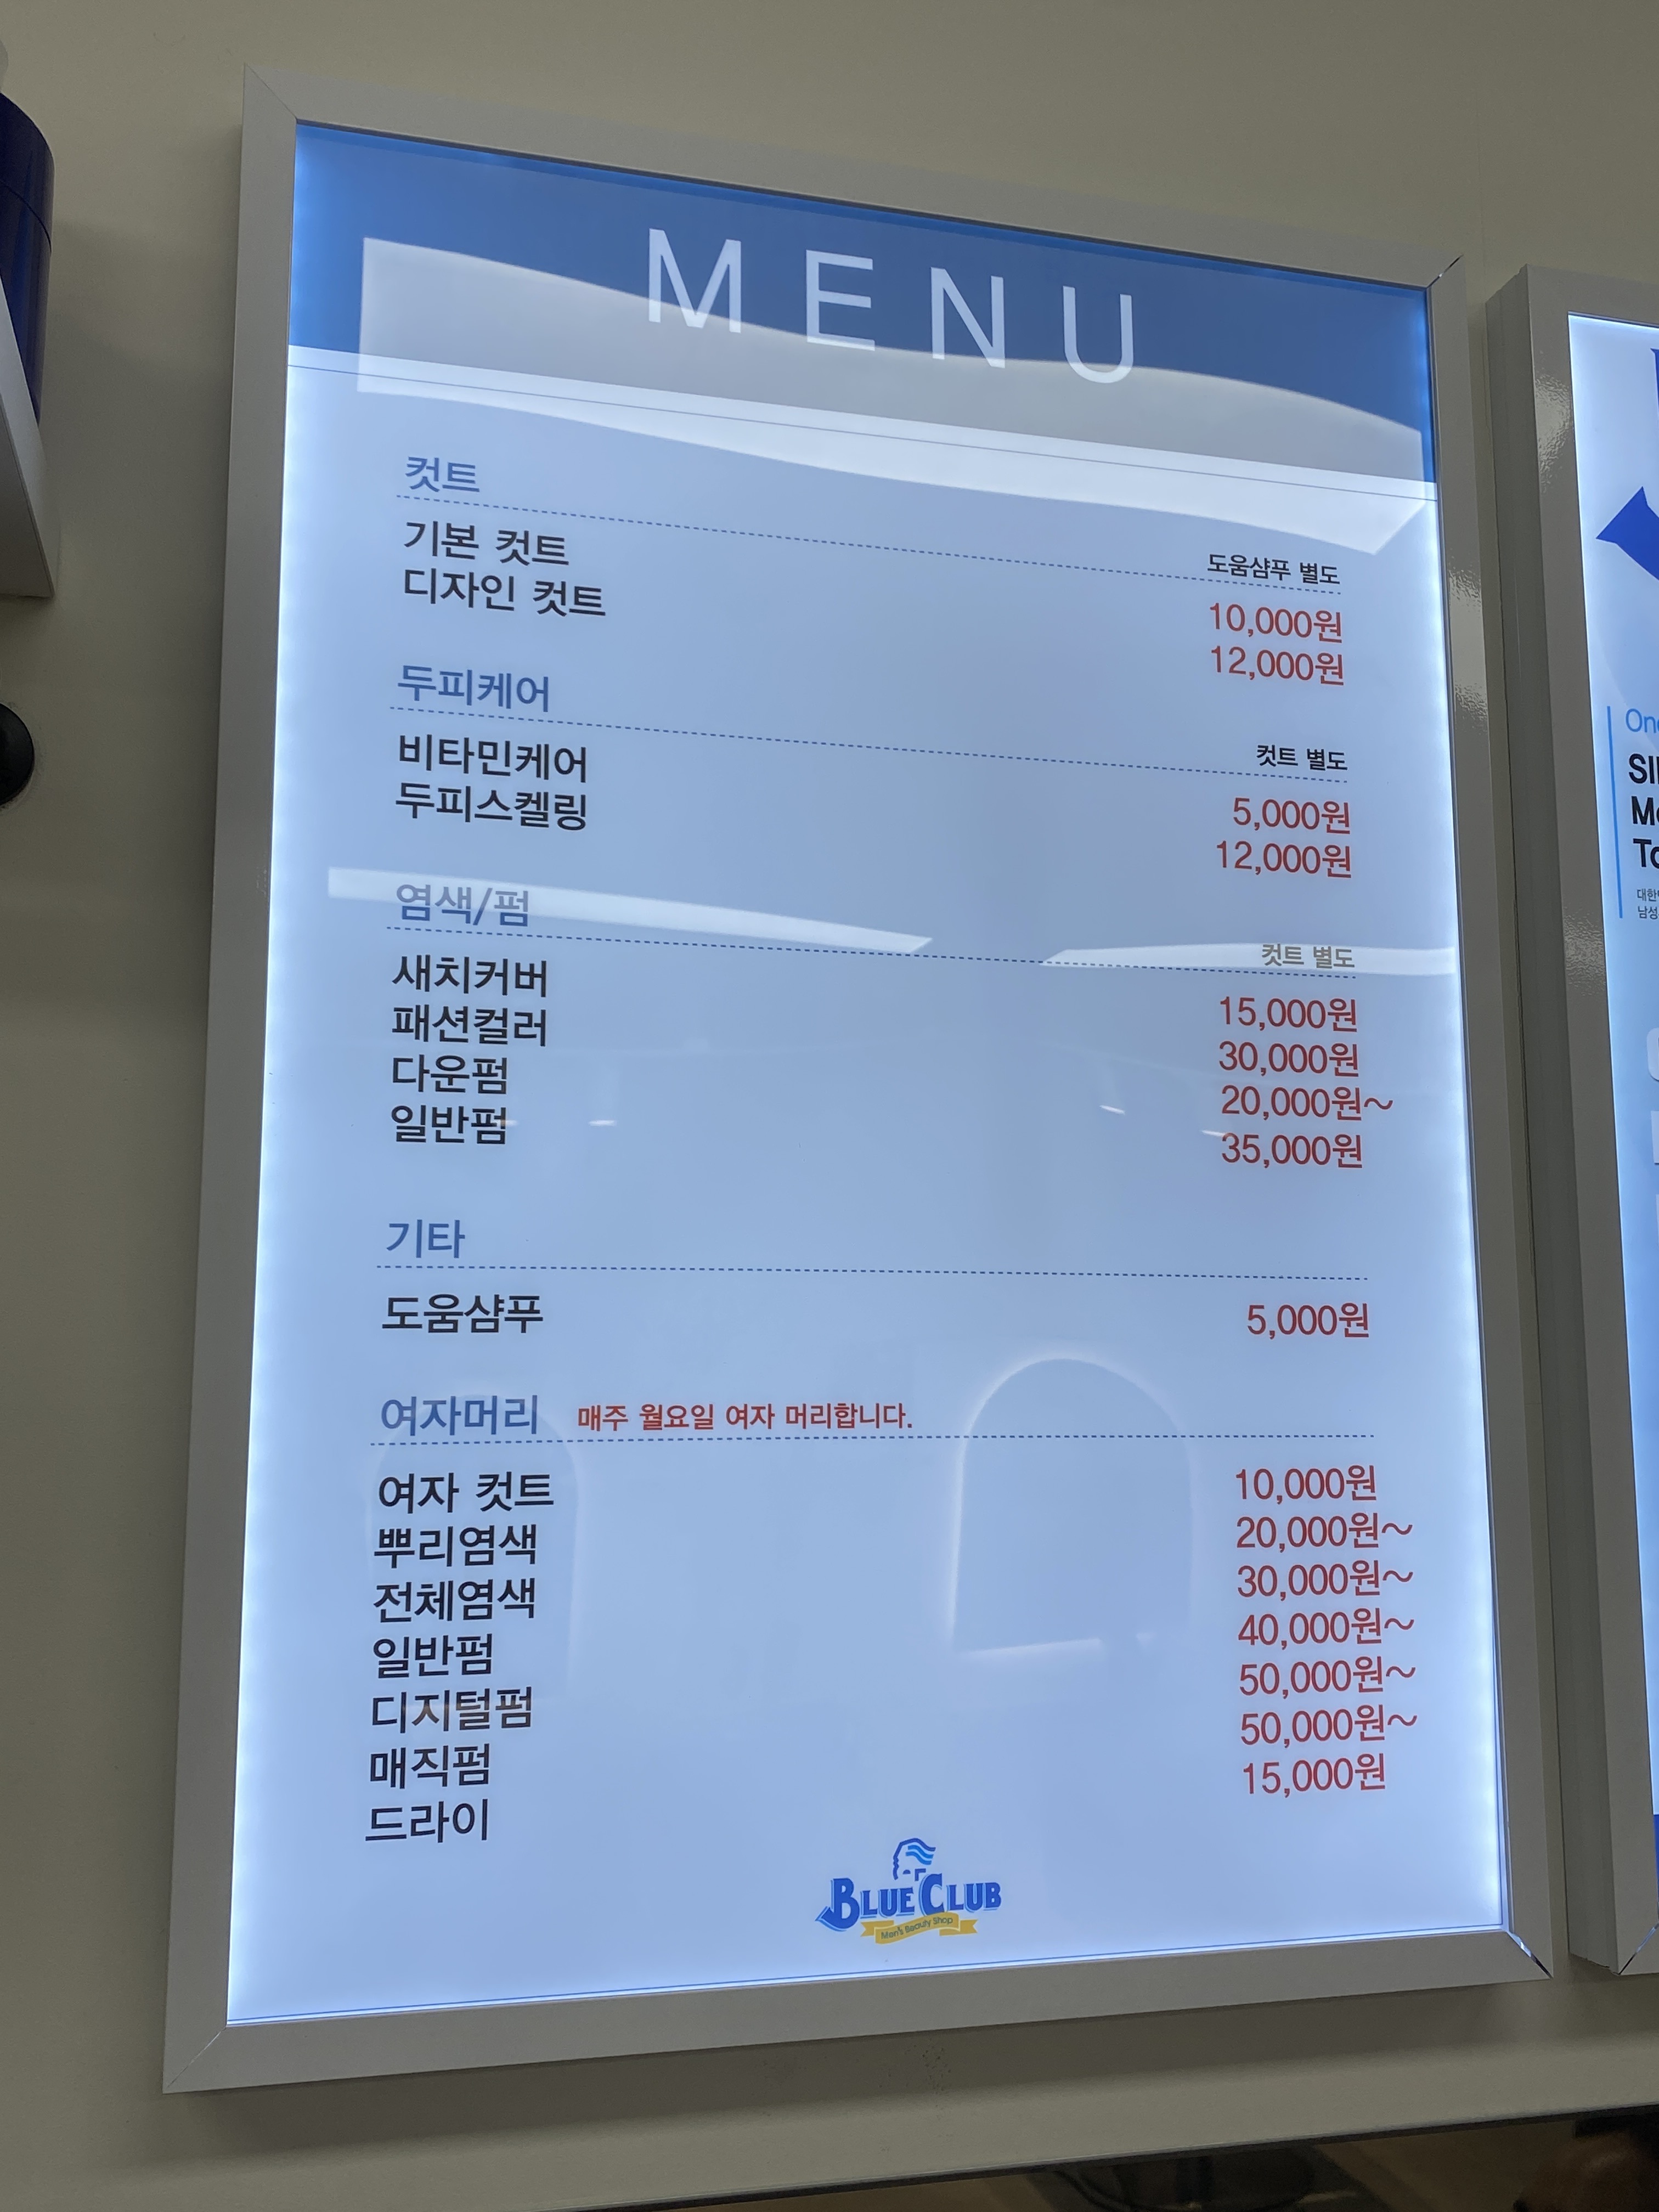 MENU
컷트
도움샴푸 별도
기본 컷트 10,000원
디자인 컷트 12,000원
두피케어
컷트 별도
비타민케어 5,000원
두피스켈링 12,000원
염색/펌
컷트 별도
새치커버 15,000원
패션컬러 30,000원
다운펌 20,000원~
일반펌 35,000원
기타
도움샴푸 5,000원
여자머리 매주 월요일 여자 머리합니다.
여자 컷트 10,000원
뿌리염색 20,000원~
전체염색 30,000원~
일반펌 40,000원~
디지털펌 50,000원~
매직펌 50,000원~
드라이 15,000원
BLUE CLUB
Men's Beauty Shop